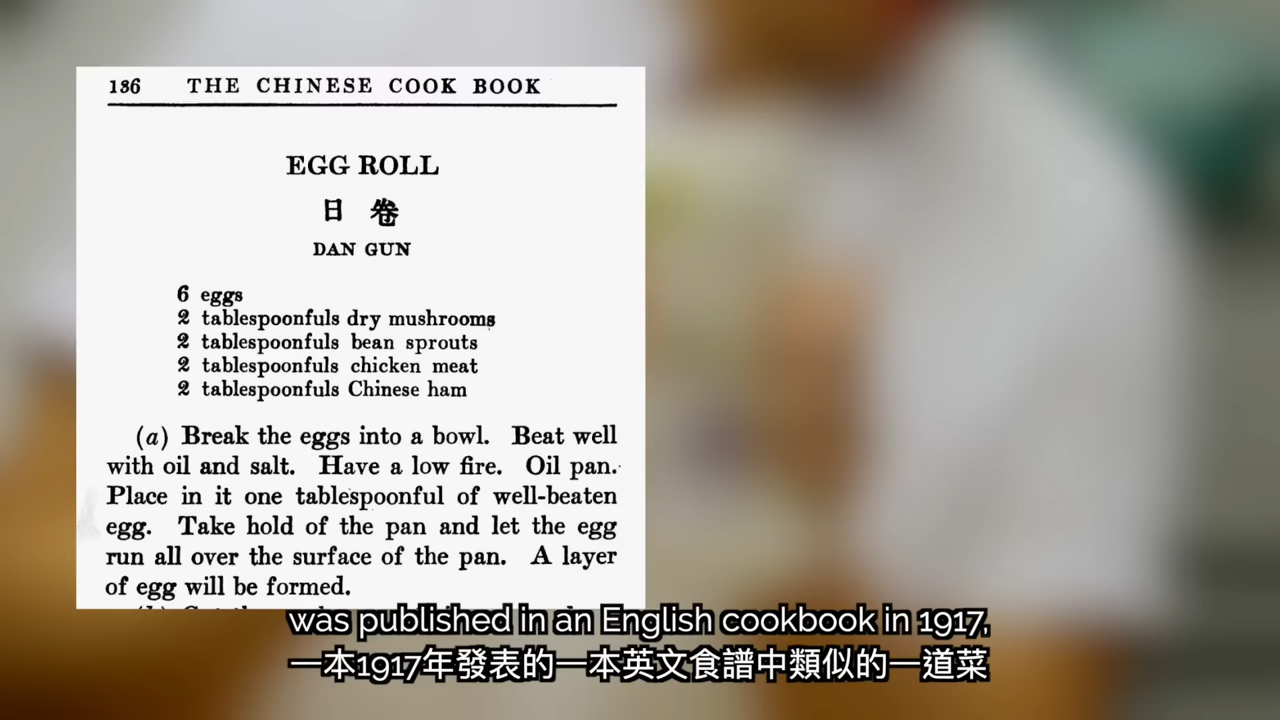 136 THE CHINESE COOK BOOK
EGG ROLL
日 卷
DAN GUN
6 eggs
2 tablespoonfuls dry mushrooms
2 tablespoonfuls bean sprouts
2 tablespoonfuls chicken meat
2 tablespoonfuls Chinese ham
(a) Break the eggs into a bowl. Beat well
with oil and salt. Have a low fire. Oil pan.
Place in it one tablespoonful of well-beaten
egg. Take hold of the pan and let the egg
run all over the surface of the pan. A layer
of egg will be formed.
was published in an English cookbook in 1917,
一本1917年發表的一本英文食譜中類似的一道菜